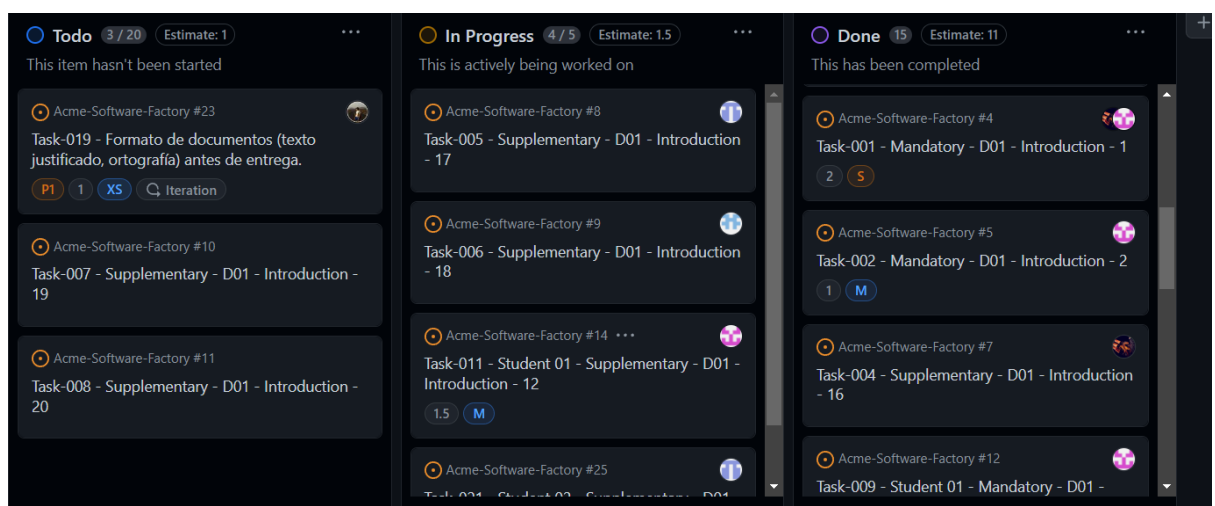 Todo 3 / 20 Estimate: 1
This item hasn't been started
Acme-Software-Factory #23
Task-019 - Formato de documentos (texto
justificado, ortografía) antes de entrega.
P1 1 XS Iteration
Acme-Software-Factory #10
Task-007 - Supplementary - D01 - Introduction -
19
Acme-Software-Factory #11
Task-008 - Supplementary - D01 - Introduction -
20
In Progress 4 / 5 Estimate: 1.5
This is actively being worked on
Acme-Software-Factory #8
Task-005 - Supplementary - D01 - Introduction
- 17
Acme-Software-Factory #9
Task-006 - Supplementary - D01 - Introduction
- 18
Acme-Software-Factory #14
Task-011 - Student 01 - Supplementary - D01 -
Introduction - 12
1.5 M
Acme-Software-Factory #25
Task-021 - Student 02 - Supplementary - D01
Done 15 Estimate: 11
This has been completed
Acme-Software-Factory #4
Task-001 - Mandatory - D01 - Introduction - 1
2 S
Acme-Software-Factory #5
Task-002 - Mandatory - D01 - Introduction - 2
1 M
Acme-Software-Factory #7
Task-004 - Supplementary - D01 - Introduction
- 16
Acme-Software-Factory #12
Task-009 - Student 01 - Mandatory - D01 -